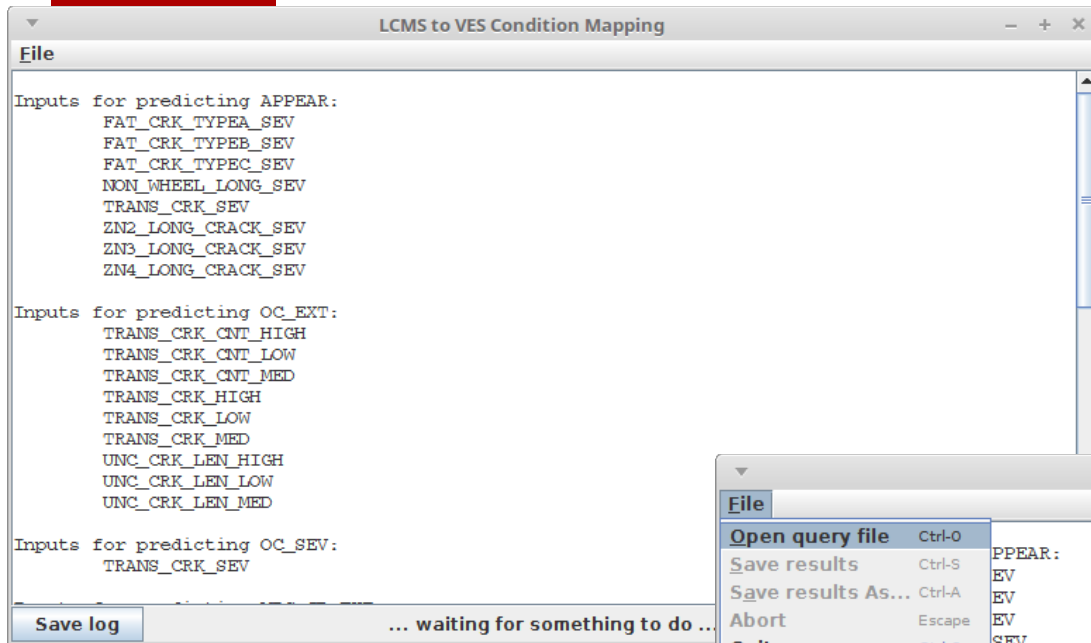 LCMS to VES Condition Mapping
File
Inputs for predicting APPEAR:
FAT_CRK_TYPEA_SEV
FAT_CRK_TYPEB_SEV
FAT_CRK_TYPEC_SEV
NON_WHEEL_LONG_SEV
TRANS_CRK_SEV
ZN2_LONG_CRACK_SEV
ZN3_LONG_CRACK_SEV
ZN4_LONG_CRACK_SEV
Inputs for predicting OC_EXT:
TRANS_CRK_CNT_HIGH
TRANS_CRK_CNT_LOW
TRANS_CRK_CNT_MED
TRANS_CRK_HIGH
TRANS_CRK_LOW
TRANS_CRK_MED
UNC_CRK_LEN_HIGH
UNC_CRK_LEN_LOW
UNC_CRK_LEN_MED
Inputs for predicting OC_SEV:
TRANS_CRK_SEV
Save log
... waiting for something to do ..
File
Open query file Ctrl-O
Save results Ctrl-S
Save results As... Ctrl-A
Abort Escape
PPEAR:
EV
EV
EV
SEV